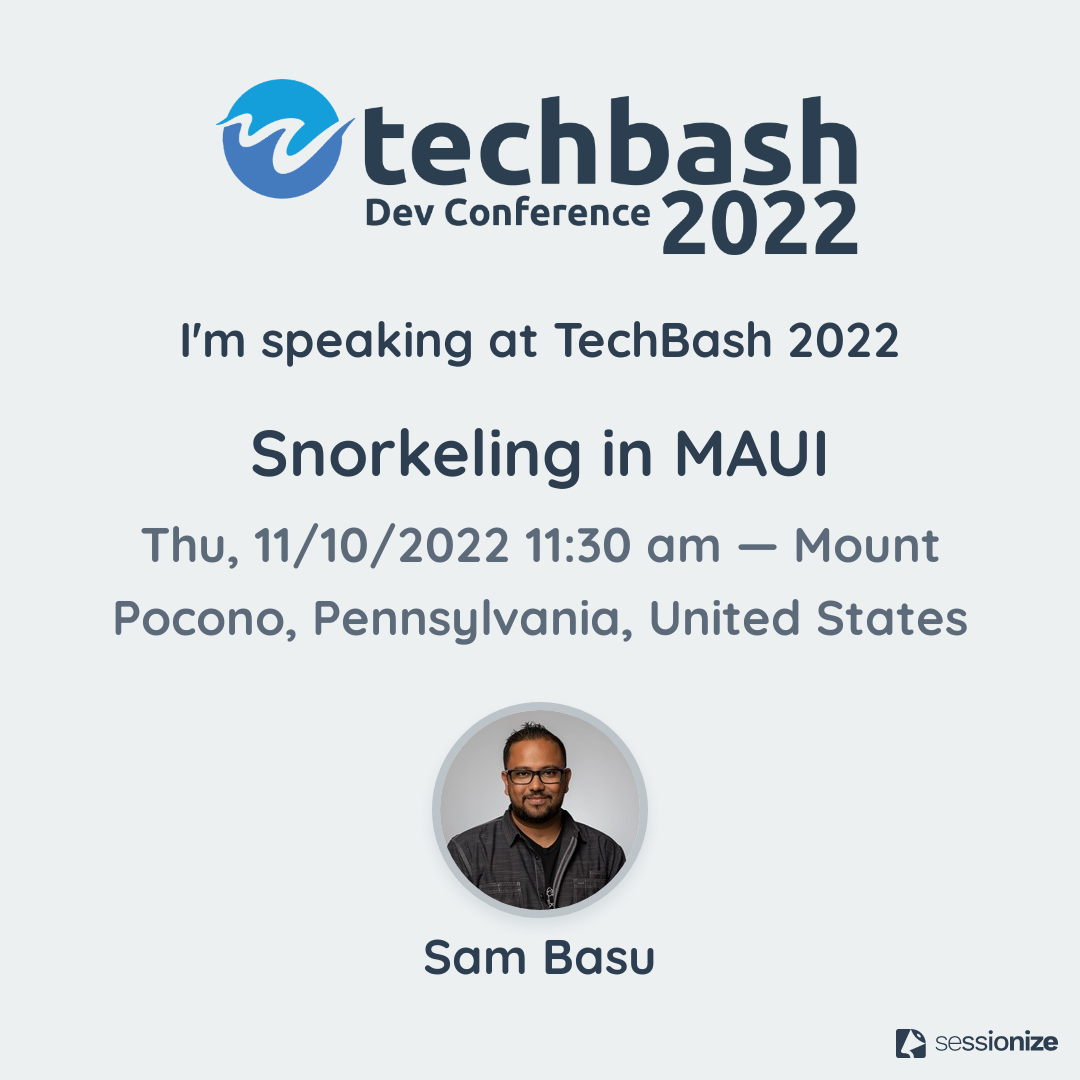 techbash
Dev Conference 2022
I'm speaking at TechBash 2022
Snorkeling in MAUI
Thu, 11/10/2022 11:30 am — Mount
Pocono, Pennsylvania, United States
Sam Basu
sessionize